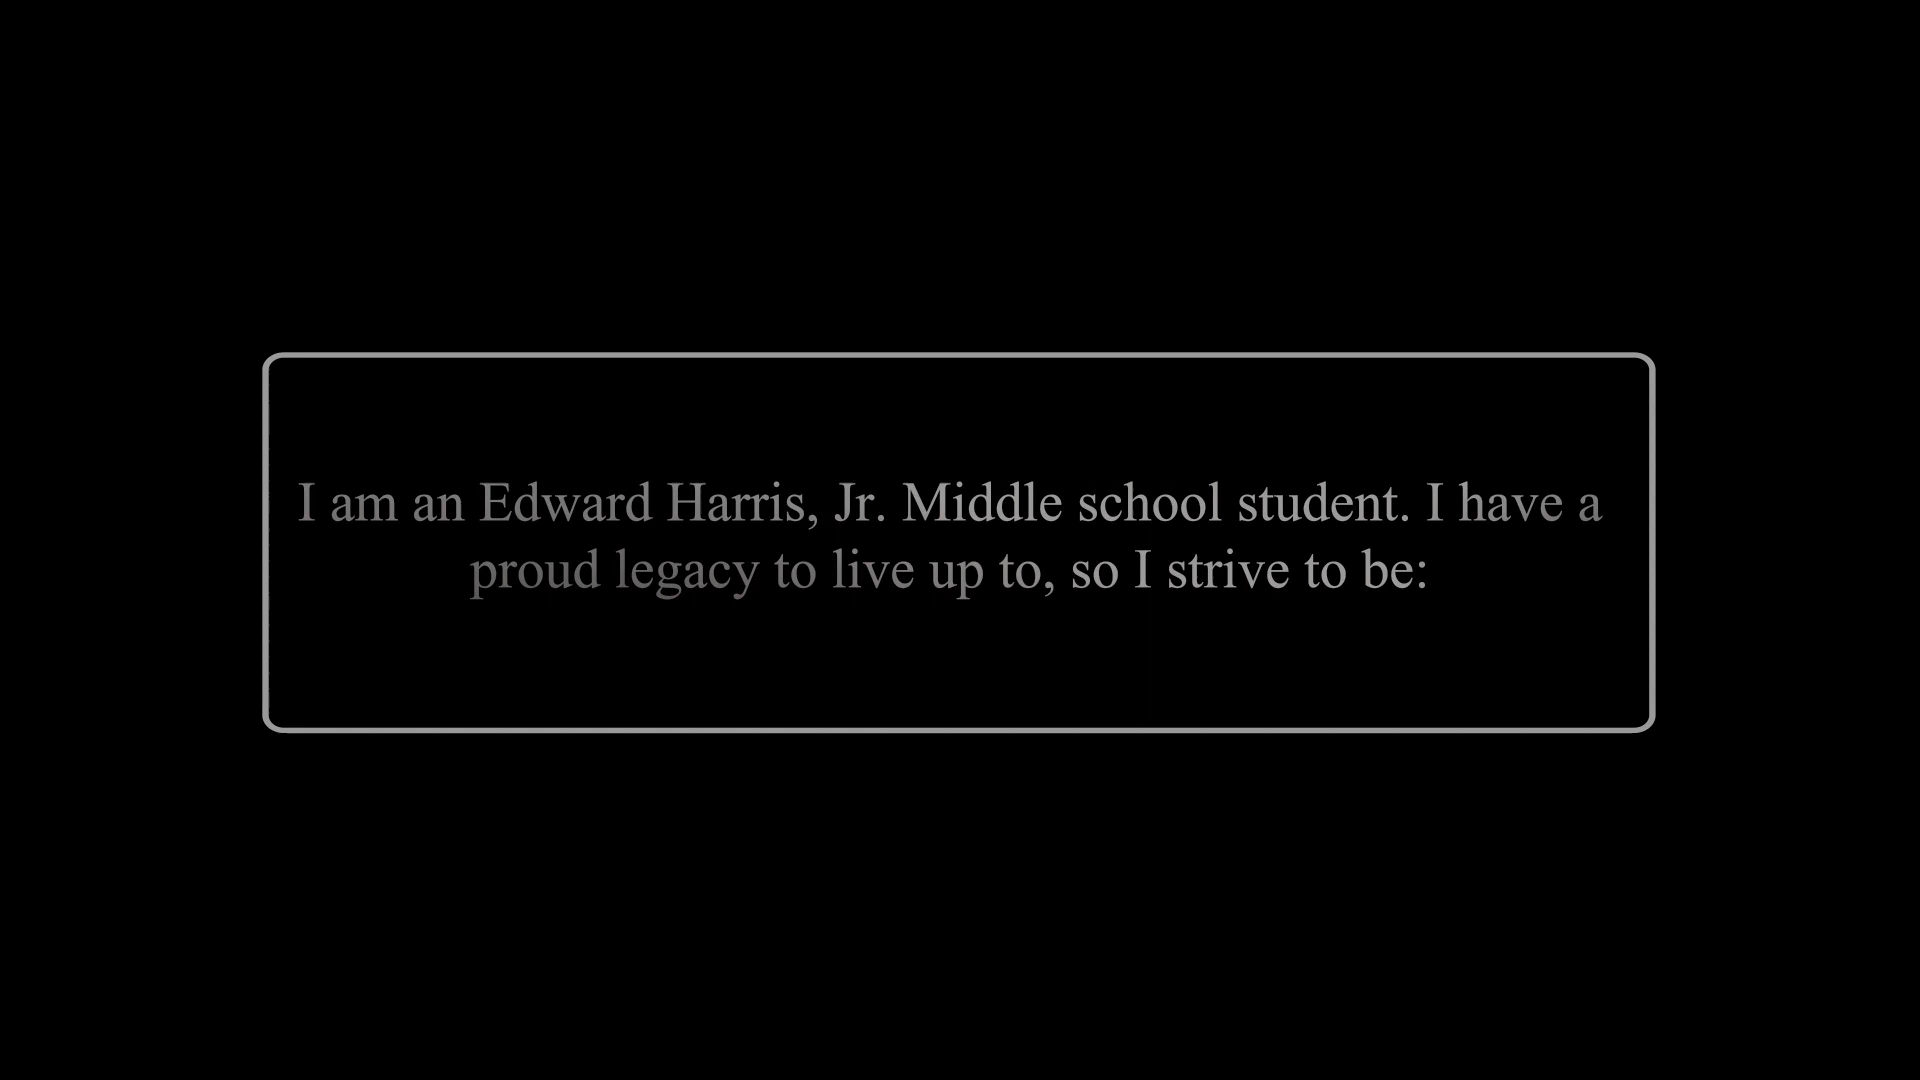 I am an Edward Harris, Jr. Middle school student. I have a
proud legacy to live up to, so I strive to be: